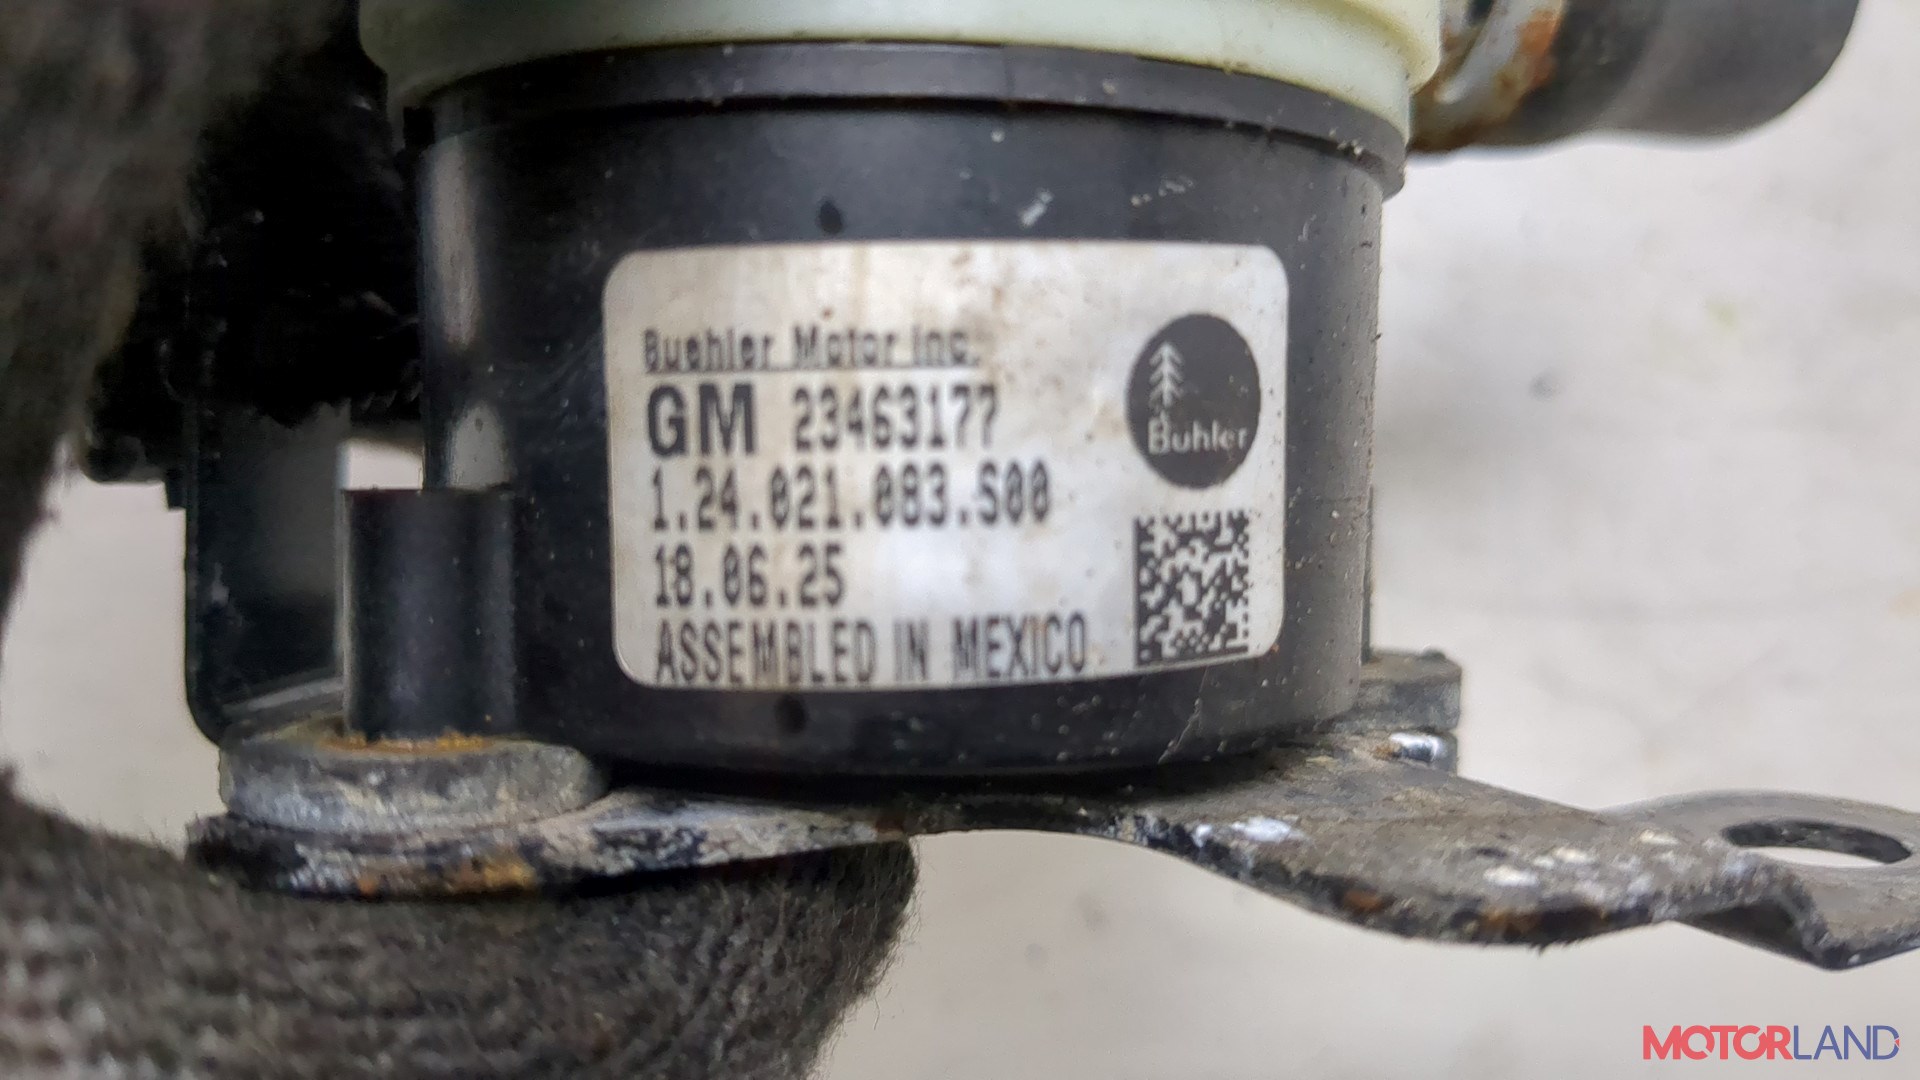 Buehler Motor Inc.
GM 23463177
Buhler
1.24.021.083.S00
18.06.25
ASSEMBLED IN MEXICO
MOTORLAND